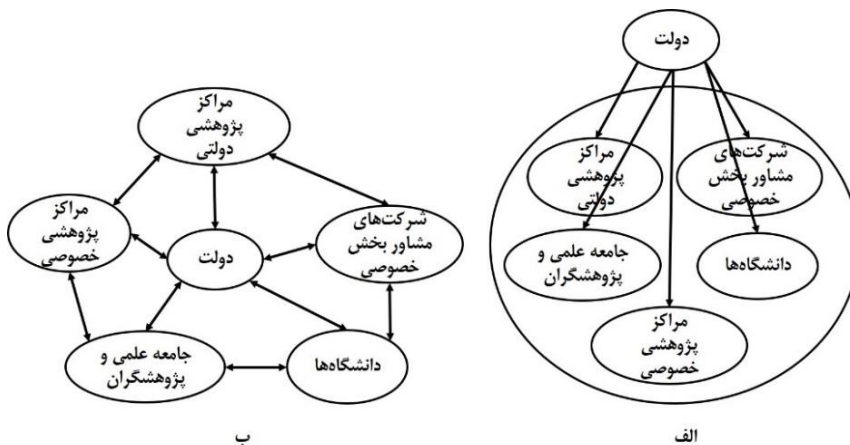 دولت
شرکت‌های
مشاور بخش
خصوصی
مراکز
پژوهشی
دولتی
دانشگاه‌ها
جامعه علمی و
پژوهشگران
مراکز
پژوهشی
خصوصی
الف
مراکز
پژوهشی
دولتی
شرکت‌های
مشاور بخش
خصوصی
دولت
مراکز
پژوهشی
خصوصی
دانشگاه‌ها
جامعه علمی و
پژوهشگران
ب